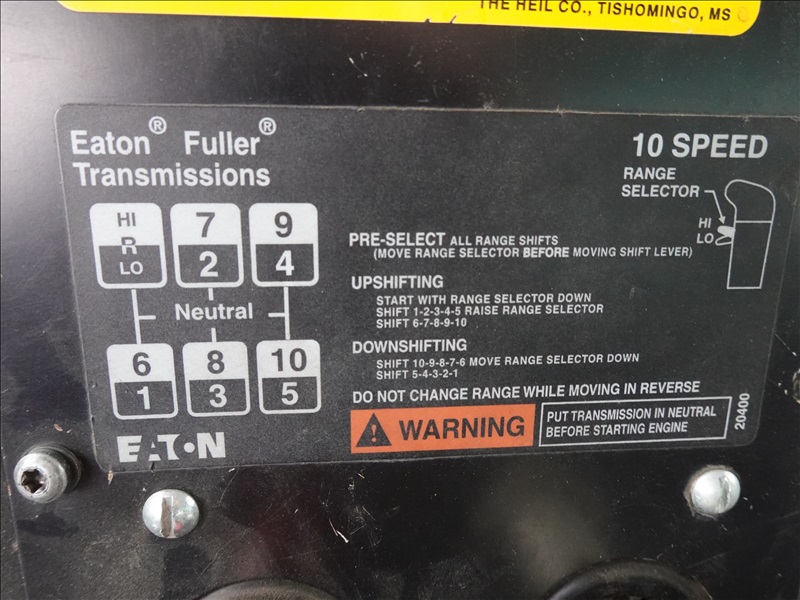 THE HEIL CO., TISHOMINGO, MS
Eaton® Fuller®
Transmissions
10 SPEED
RANGE
SELECTOR
HI
LO
HI
R
LO
7
2
9
4
Neutral
6
1
8
3
10
5
EATON
PRE-SELECT ALL RANGE SHIFTS
(MOVE RANGE SELECTOR BEFORE MOVING SHIFT LEVER)
UPSHIFTING
START WITH RANGE SELECTOR DOWN
SHIFT 1-2-3-4-5 RAISE RANGE SELECTOR
SHIFT 6-7-8-9-10
DOWNSHIFTING
SHIFT 10-9-8-7-6 MOVE RANGE SELECTOR DOWN
SHIFT 5-4-3-2-1
DO NOT CHANGE RANGE WHILE MOVING IN REVERSE
WARNING
PUT TRANSMISSION IN NEUTRAL
BEFORE STARTING ENGINE
20400